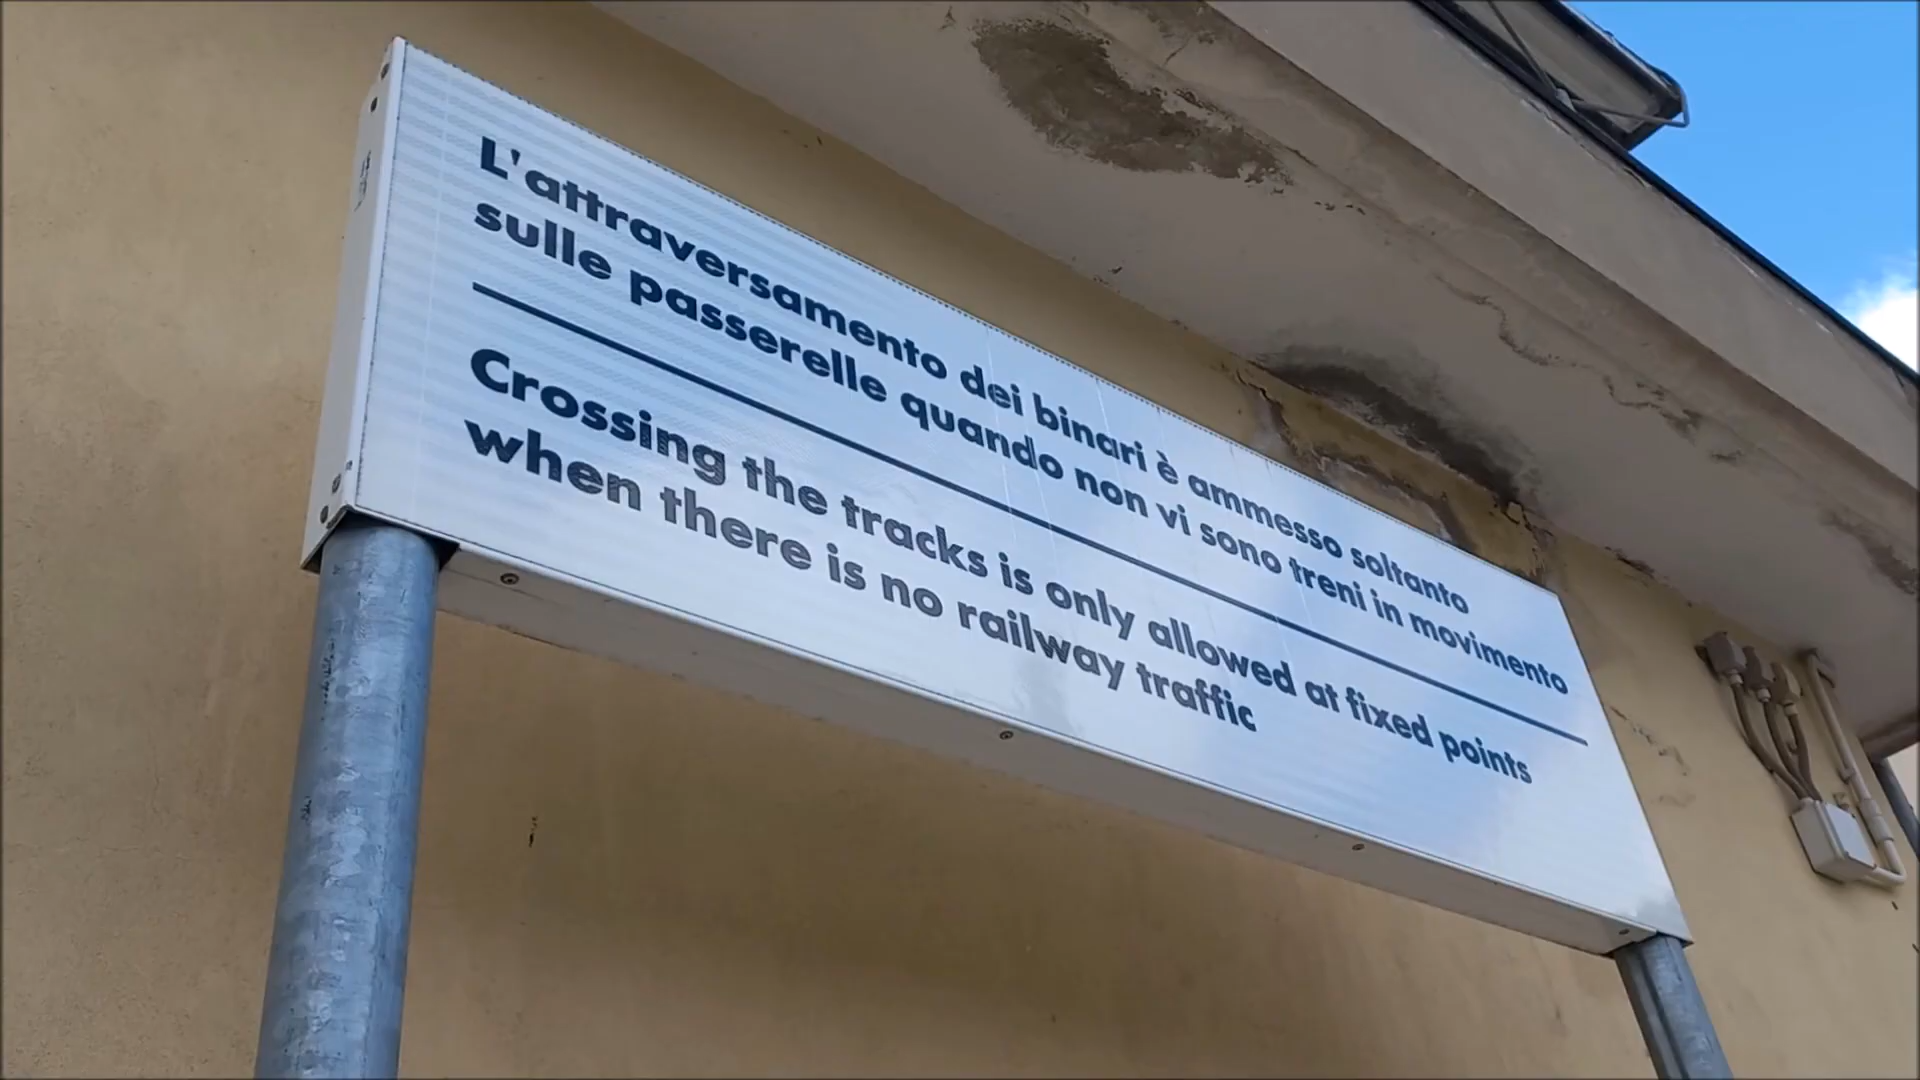 L'attraversamento dei binari è ammesso soltanto
sulle passerelle quando non vi sono treni in movimento
Crossing the tracks is only allowed at fixed points
when there is no railway traffic